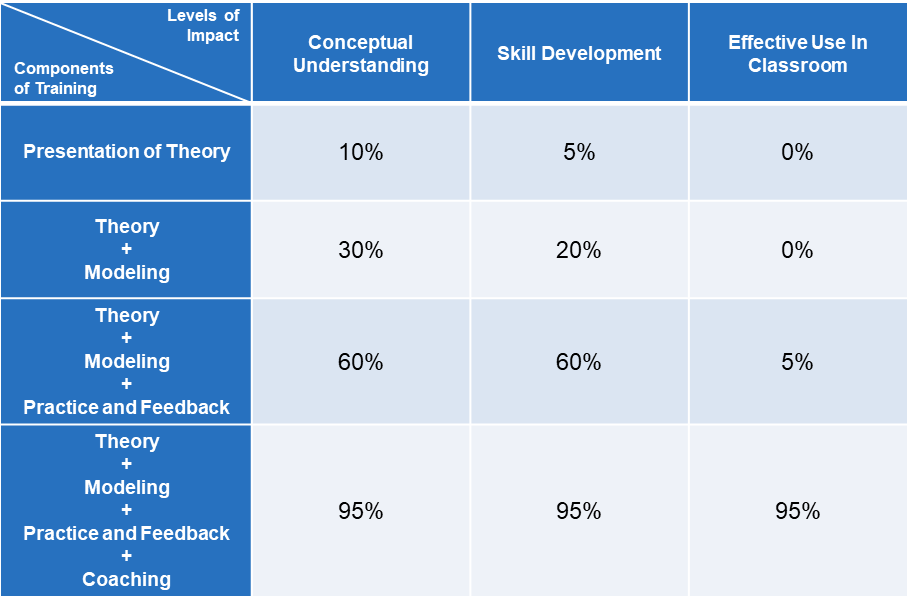 Levels of
Impact
Components
of Training
Conceptual
Understanding
Skill Development
Effective Use In
Classroom
Presentation of Theory
10%
5%
0%
Theory
+
Modeling
30%
20%
0%
Theory
+
Modeling
+
Practice and Feedback
60%
60%
5%
Theory
+
Modeling
+
Practice and Feedback
+
Coaching
95%
95%
95%